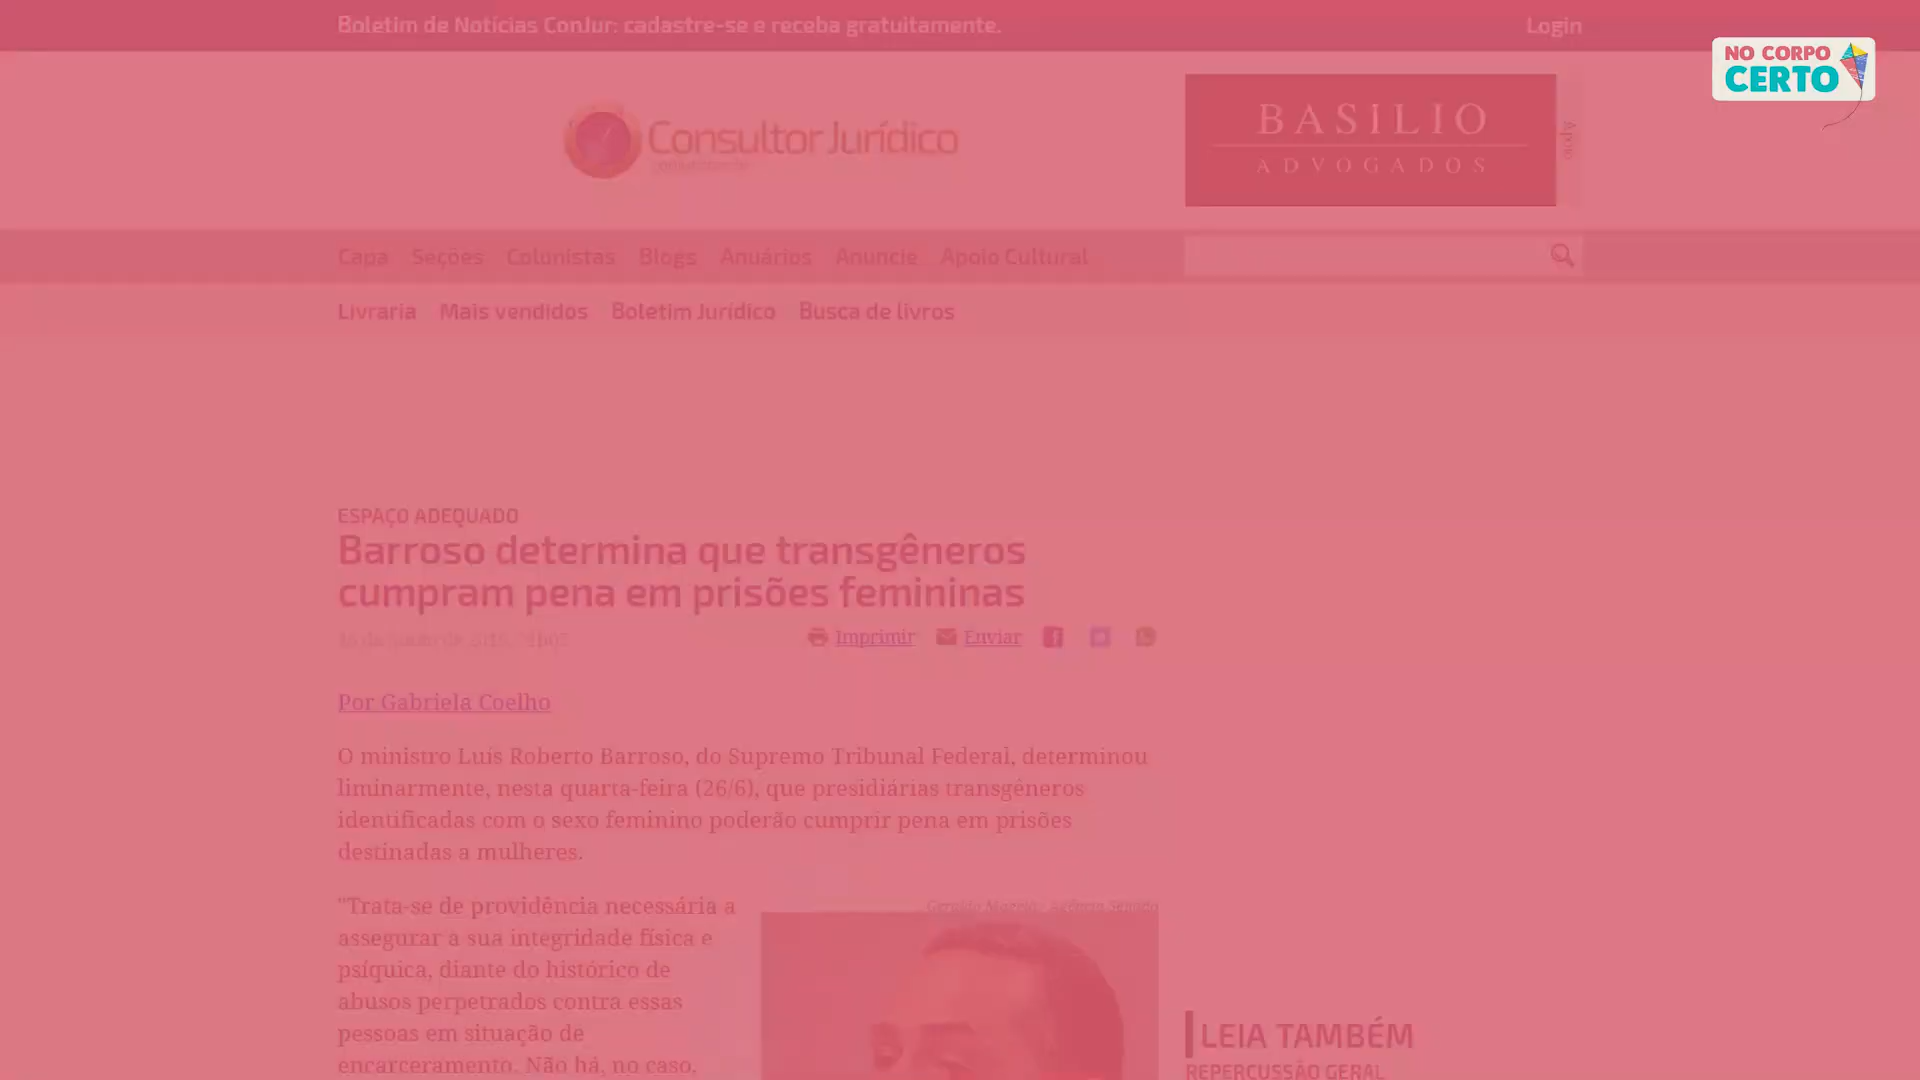 Boletim de Notícias ConJur: cadastre-se e receba gratuitamente.
Login
NO CORPO
CERTO
Consultor Jurídico
BASILIO
ADVOGADOS
Apoio
Capa Seções Colunistas Blogs Anuários Anuncie Apoio Cultural
Livraria Mais vendidos Boletim Jurídico Busca de livros
ESPAÇO ADEQUADO
Barroso determina que transgêneros
cumpram pena em prisões femininas
Imprimir Enviar
Por Gabriela Coelho
O ministro Luís Roberto Barroso, do Supremo Tribunal Federal, determinou
liminarmente, nesta quarta-feira (26/6), que presidiárias transgêneros
identificadas com o sexo feminino poderão cumprir pena em prisões
destinadas a mulheres.
"Trata-se de providência necessária a
assegurar a sua integridade física e
psíquica, diante do histórico de
abusos perpetrados contra essas
pessoas em situação de
encarceramento. Não há, no caso,
LEIA TAMBÉM
REPERCUSSÃO GERAL